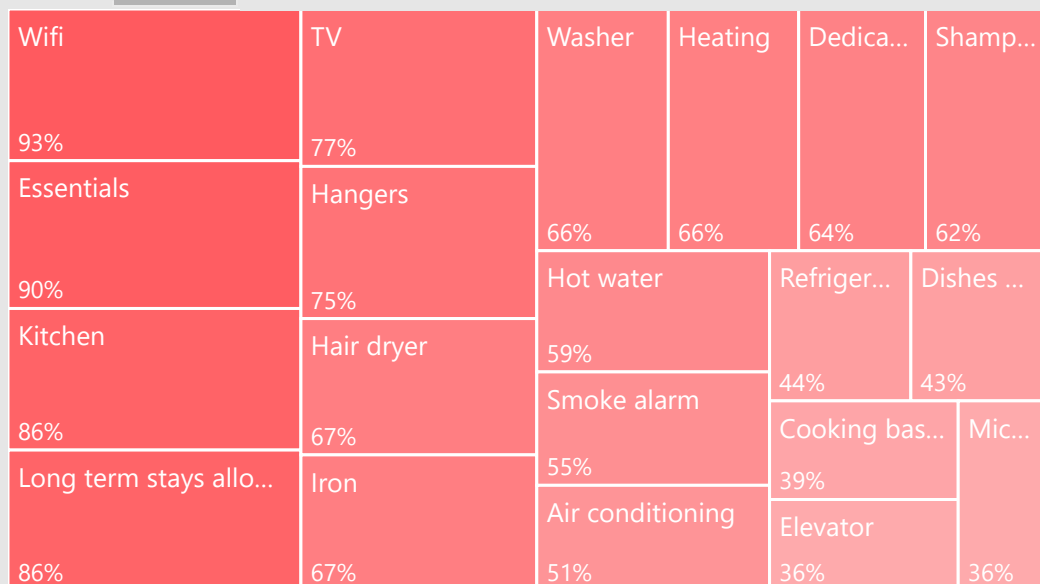 Wifi
93%
Essentials
90%
Kitchen
86%
Long term stays allo...
86%
TV
77%
Hangers
75%
Hair dryer
67%
Iron
67%
Washer
66%
Heating
66%
Dedica...
64%
Shamp...
62%
Hot water
59%
Smoke alarm
55%
Air conditioning
51%
Refriger...
44%
Dishes ...
43%
Cooking bas...
39%
Elevator
36%
Mic...
36%